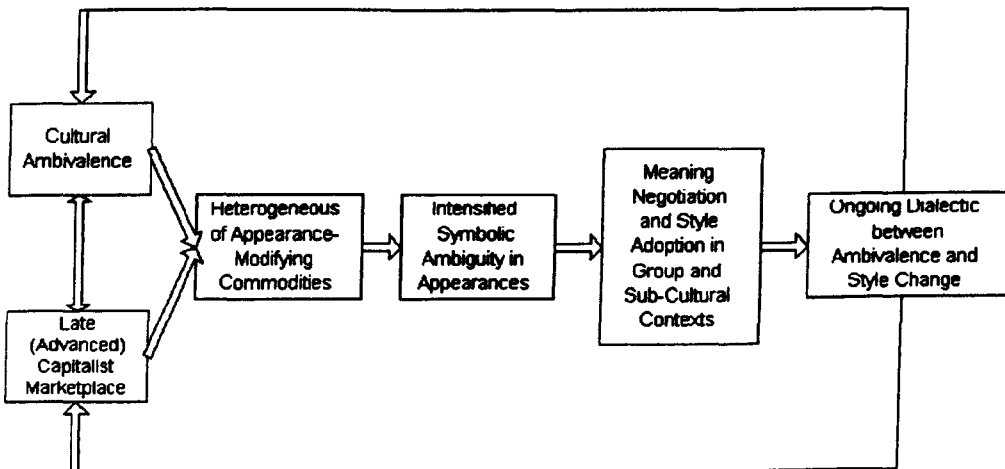 Cultural
Ambivalence
Late
(Advanced)
Capitalist
Marketplace
Heterogeneous
of Appearance-
Modifying
Commodities
Intensified
Symbolic
Ambiguity in
Appearances
Meaning
Negotiation
and Style
Adoption in
Group and
Sub-Cultural
Contexts
Ongoing Dialectic
between
Ambivalence and
Style Change